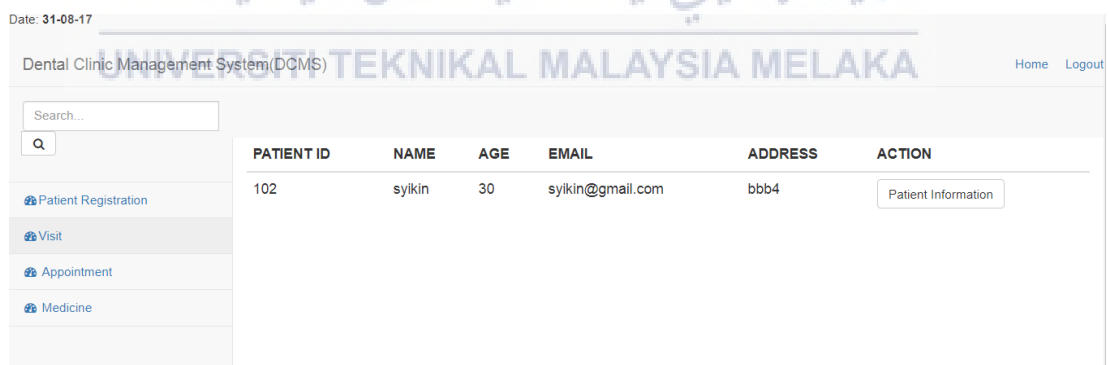 Date: 31-08-17
UNIVERSITI TEKNIKAL MALAYSIA MELAKA
Dental Clinic Management System(DCMS)
Home Logout
Search...
PATIENT ID NAME AGE EMAIL ADDRESS ACTION
102 syikin 30 syikin@gmail.com bbb4 Patient Information
Patient Registration
Visit
Appointment
Medicine